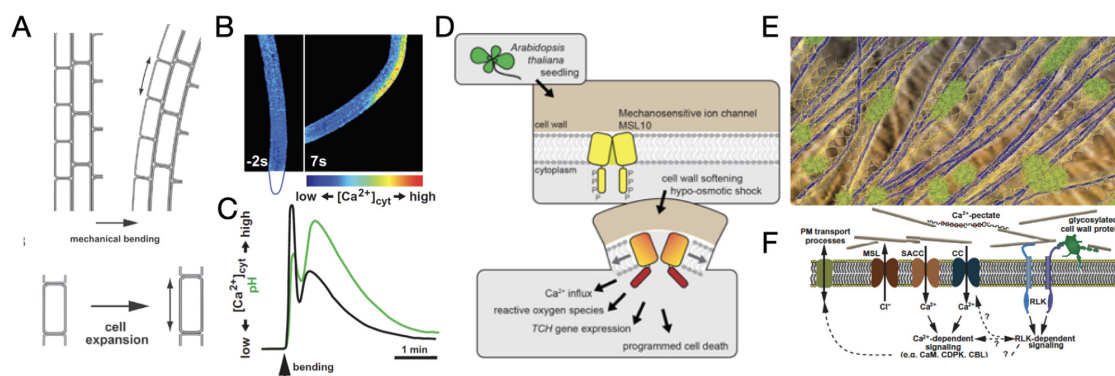 A
mechanical bending
cell
expansion
B
-2s
7s
low [Ca²⁺]cyt high
C
low [Ca²⁺]cyt high
pH
bending
1 min
D
Arabidopsis
thaliana
seedling
Mechanosensitive ion channel
MSL10
cell wall
cytoplasm
P P
P P
P P
cell wall softening
hypo-osmotic shock
Ca²⁺ influx
reactive oxygen species
TCH gene expression
programmed cell death
E
F
Ca²⁺-pectate
glycosylated
cell wall protein
PM transport
processes
MSL
SACC
CC
Cl⁻
Ca²⁺
Ca²⁺
RLK
?
?
?
Ca²⁺-dependent
signaling
(e.g. CaM, CDPK, CBL)
RLK-dependent
signaling